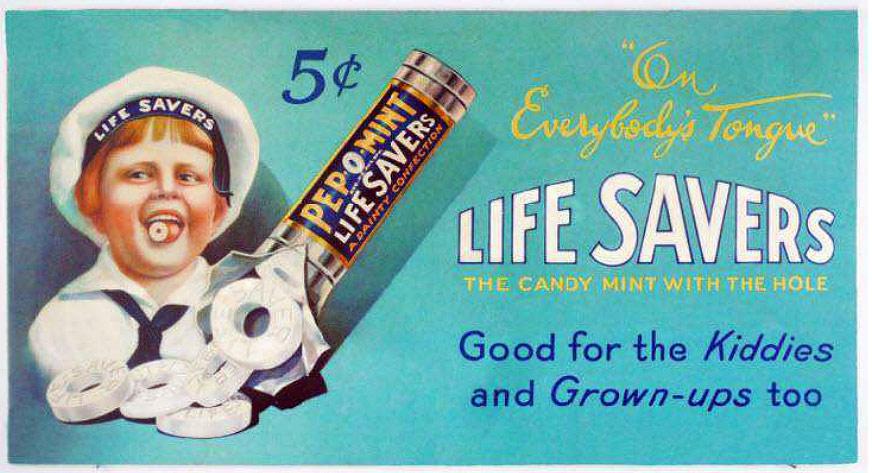 LIFE SAVERS
5¢
PEP-O-MINT
LIFE SAVERS
A DAINTY CONFECTION
"On
Everybody's Tongue"
LIFE SAVERS
THE CANDY MINT WITH THE HOLE
Good for the Kiddies
and Grown-ups too